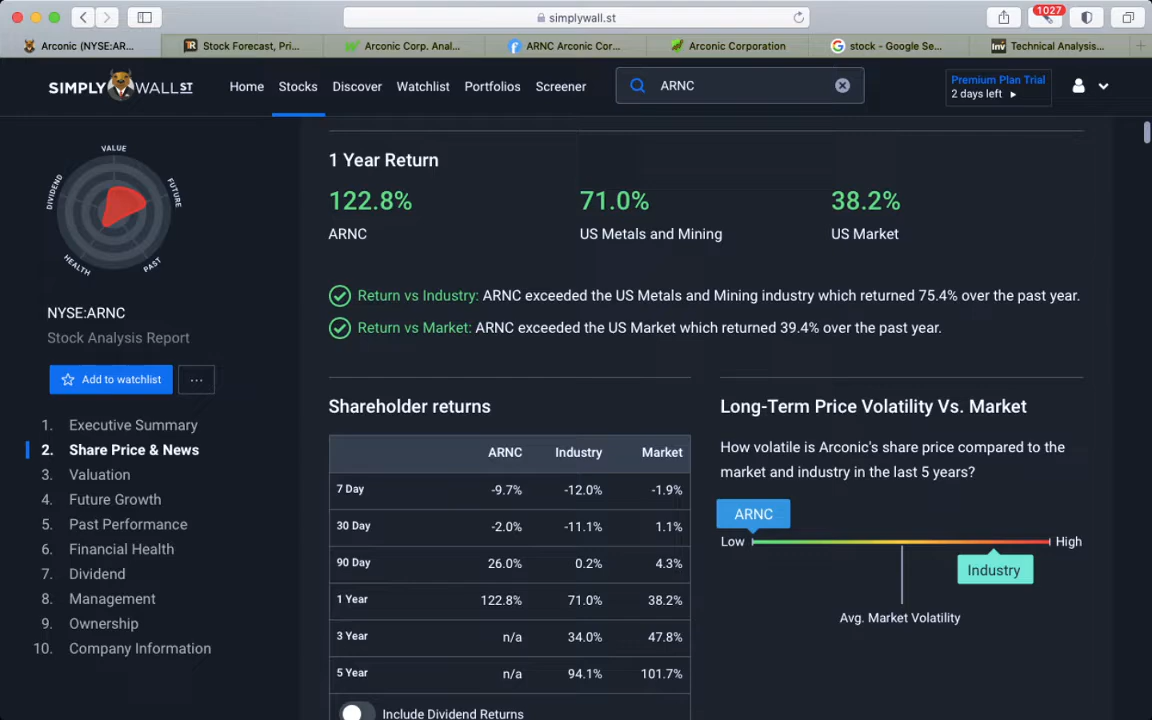 simplywall.st
1027
Arconic (NYSE:AR...
Stock Forecast, Pri...
Arconic Corp. Anal...
ARNC Arconic Cor...
Arconic Corporation
stock - Google Se...
Technical Analysis...
SIMPLY WALL ST
Home
Stocks
Discover
Watchlist
Portfolios
Screener
ARNC
Premium Plan Trial
2 days left
VALUE
FUTURE
PAST
HEALTH
DIVIDEND
NYSE:ARNC
Stock Analysis Report
Add to watchlist
...
1. Executive Summary
2. Share Price & News
3. Valuation
4. Future Growth
5. Past Performance
6. Financial Health
7. Dividend
8. Management
9. Ownership
10. Company Information
1 Year Return
122.8% 71.0% 38.2%
ARNC US Metals and Mining US Market
Return vs Industry: ARNC exceeded the US Metals and Mining industry which returned 75.4% over the past year.
Return vs Market: ARNC exceeded the US Market which returned 39.4% over the past year.
Shareholder returns
ARNC Industry Market
7 Day -9.7% -12.0% -1.9%
30 Day -2.0% -11.1% 1.1%
90 Day 26.0% 0.2% 4.3%
1 Year 122.8% 71.0% 38.2%
3 Year n/a 34.0% 47.8%
5 Year n/a 94.1% 101.7%
Include Dividend Returns
Long-Term Price Volatility Vs. Market
How volatile is Arconic's share price compared to the
market and industry in the last 5 years?
ARNC
Low High
Industry
Avg. Market Volatility